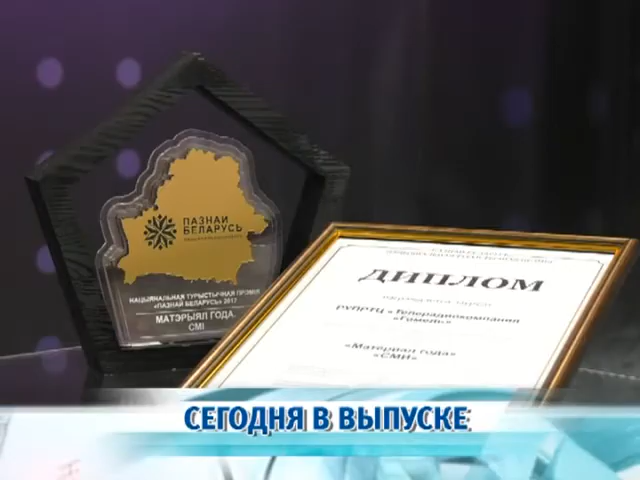 ПАЗНАЙ
БЕЛАРУСЬ
НАЦЫЯНАЛЬНАЯ ТУРЫСТЫЧНАЯ ПРЭМІЯ
«ПАЗНАЙ БЕЛАРУСЬ» 2017
МАТЭРЫЯЛ ГОДА.
СМІ
ДИПЛОМ
РУПРТЦ «Телерадиокомпания
«Гомель»
«Материал года»
«СМИ»
СЕГОДНЯ В ВЫПУСКЕ